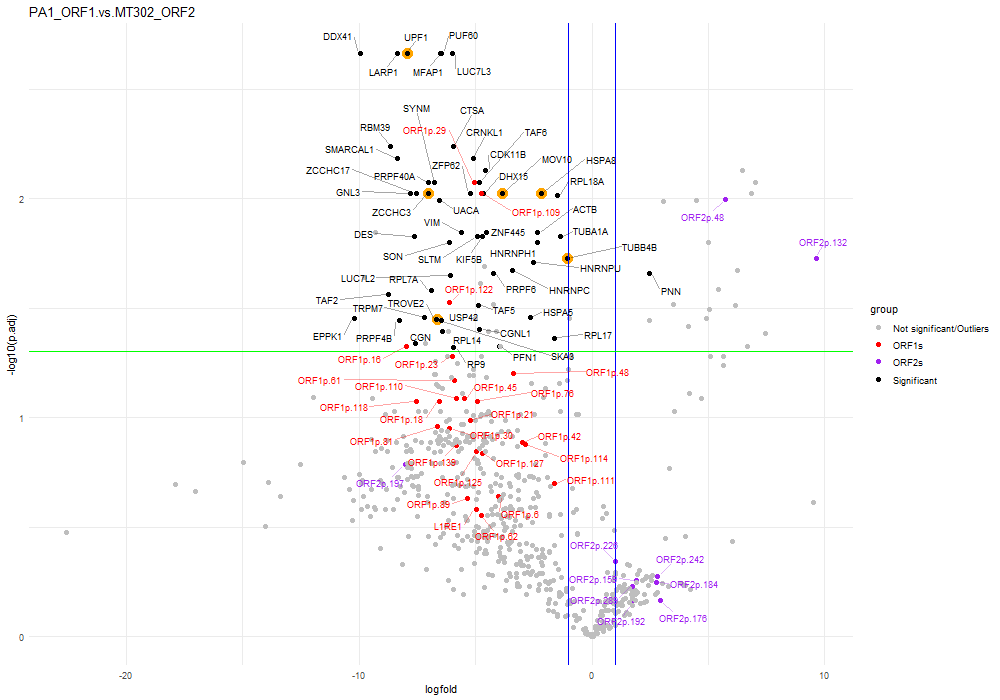 PA1_ORF1.vs.MT302_ORF2
DDX41
UPF1
PUF60
LARP1
MFAP1
LUC7L3
SYNM
CTSA
RBM39
ORF1p.29
CRNKL1
TAF6
SMARCAL1
CDK11B
ZCCHC17
ZFP62
MOV10
HSPA8
PRPF40A
DHX15
RPL18A
GNL3
ZCCHC3
UACA
ORF1p.109
ACTB
VIM
DES
ZNF445
TUBA1A
SON
SLTM
KIF5B
HNRNPH1
TUBB4B
HNRNPU
LUC7L2
RPL7A
ORF1p.122
PRPF6
HNRNPC
PNN
TAF2
TRPM7
TROVE2
TAF5
HSPA5
USP42
EPPK1
PRPF4B
CGN
RPL14
CGNL1
RPL17
ORF1p.16
ORF1p.23
RP9
PFN1
SKA3
ORF1p.48
ORF1p.61
ORF1p.110
ORF1p.45
ORF1p.76
ORF1p.118
ORF1p.18
ORF1p.21
ORF1p.31
ORF1p.30
ORF1p.42
ORF1p.139
ORF1p.127
ORF1p.114
ORF2p.197
ORF1p.125
ORF1p.111
ORF1p.89
ORF1p.6
L1RE1
ORF1p.62
ORF2p.48
ORF2p.132
ORF2p.226
ORF2p.242
ORF2p.158
ORF2p.184
ORF2p.289
ORF2p.192
ORF2p.176
2
1
0
-20
-10
0
10
logfold
-log10(p.adj)
group
Not significant/Outliers
ORF1s
ORF2s
Significant